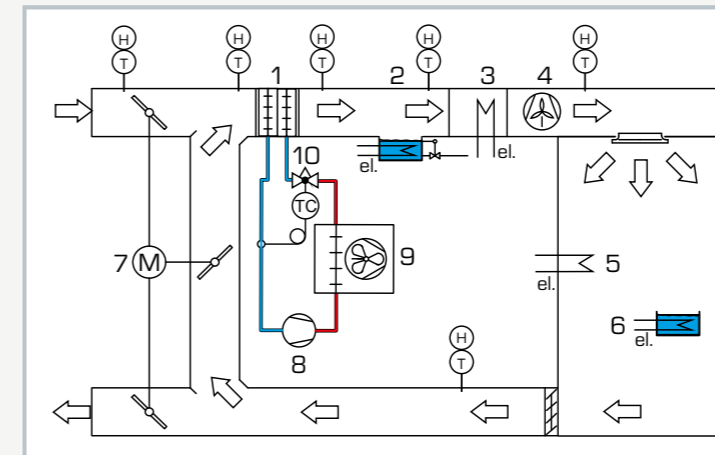 H H H H H
T T T T T
1 2 3 4
10 el. el.
TC
7 M 9 5
el.
6
el.
8 H
T